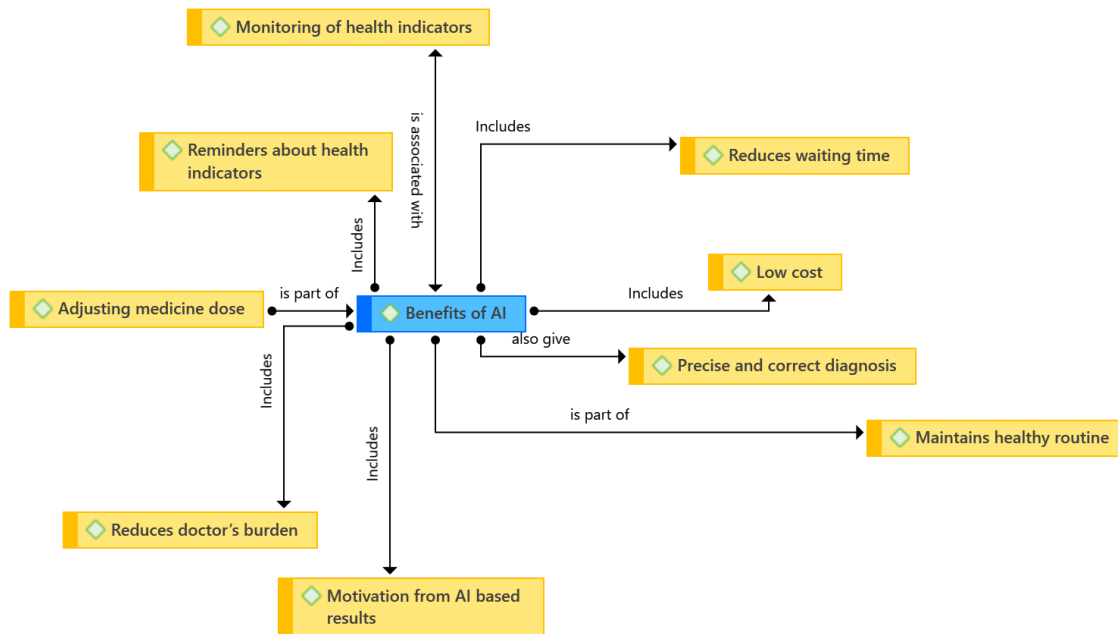 Monitoring of health indicators
Includes
is associated with
Reminders about health
indicators
Reduces waiting time
Includes
Low cost
is part of
Includes
Adjusting medicine dose
Benefits of AI
also give
Precise and correct diagnosis
Includes
is part of
Includes
Maintains healthy routine
Reduces doctor’s burden
Motivation from AI based
results